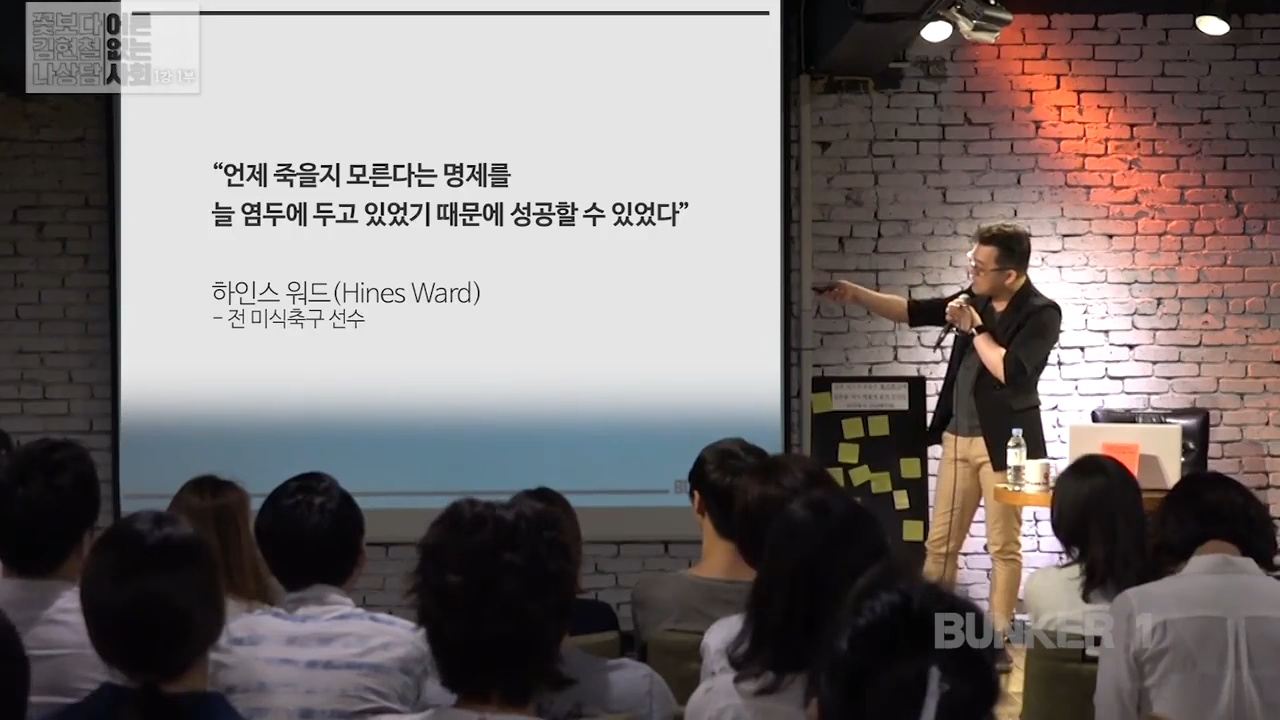 꽃보다어른
김현철없는
나상담사회 1강 1부
“언제 죽을지 모른다는 명제를
늘 염두에 두고 있었기 때문에 성공할 수 있었다”
하인스 워드(Hines Ward)
- 전 미식축구 선수
BUNKER 1